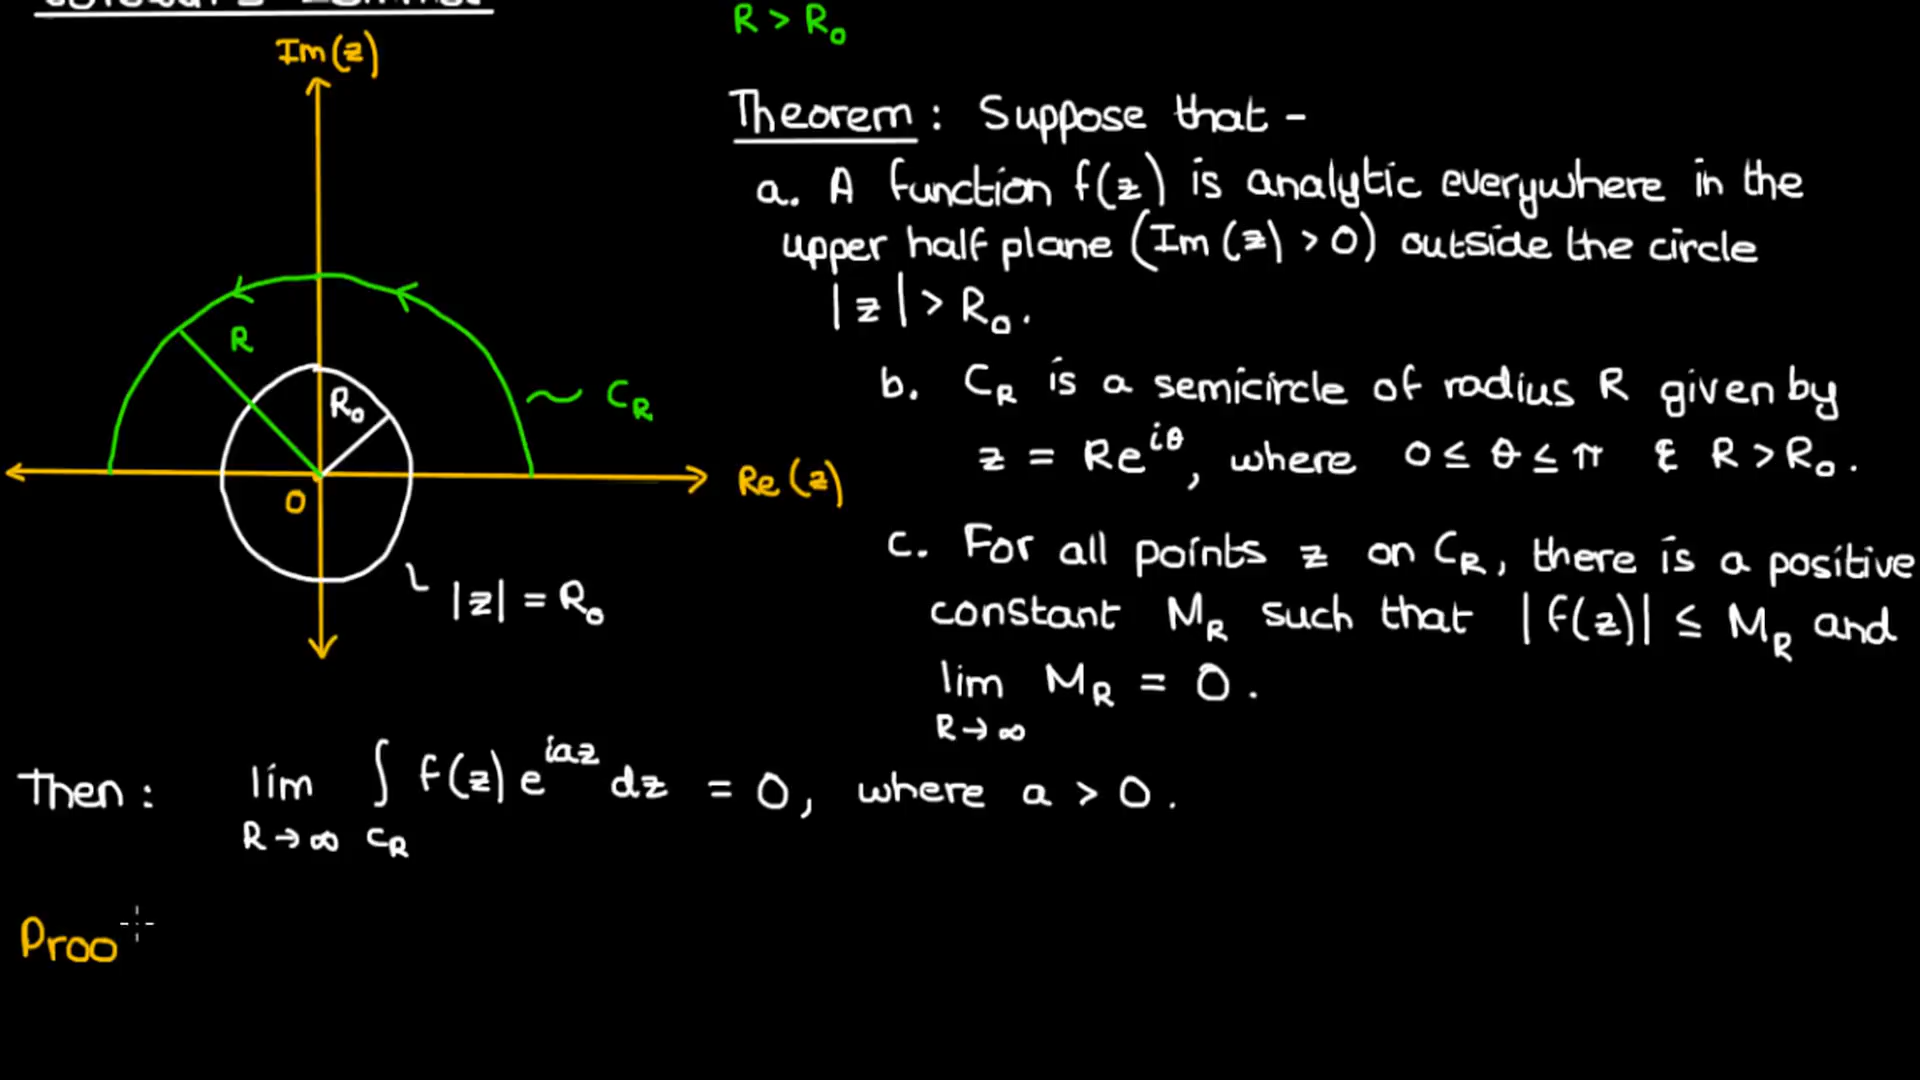 R > R₀
Im(z)
Theorem : Suppose that -
a. A function f(z) is analytic everywhere in the
upper half plane (Im(z) > 0) outside the circle
|z| > R₀.
R
R₀
C_R
b. C_R is a semicircle of radius R given by
z = Re^{iθ}, where 0 ≤ θ ≤ π & R > R₀.
Re(z)
0
c. For all points z on C_R, there is a positive
constant M_R such that |f(z)| ≤ M_R and
lim M_R = 0.
R→∞
|z| = R₀
Then : lim ∫ f(z) e^{iaz} dz = 0, where a > 0.
R→∞ C_R
Proo